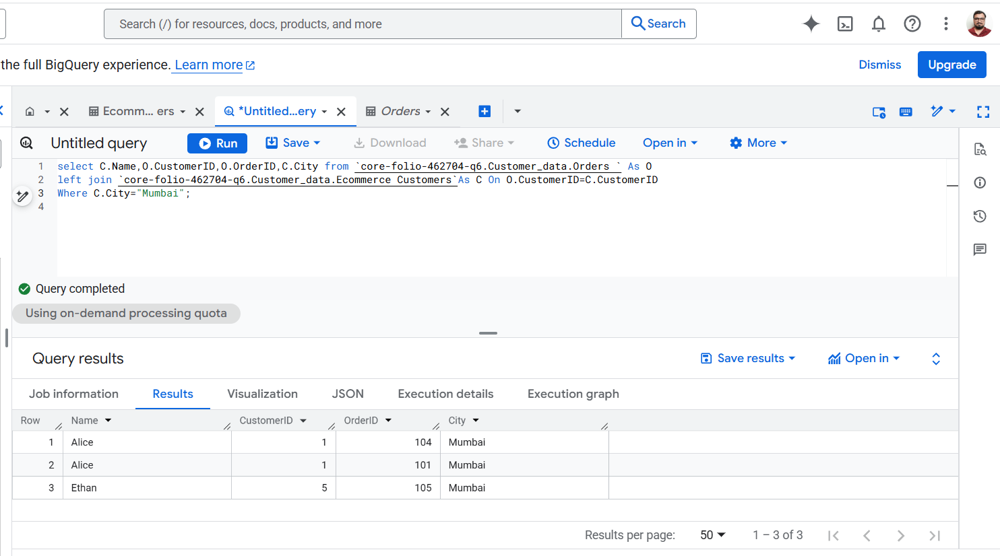 Search (/) for resources, docs, products, and more
Search
the full BigQuery experience. Learn more
Dismiss
Upgrade
Ecomm... ers
*Untitled...ery
Orders
Untitled query
Run
Save
Download
Share
Schedule
Open in
More
1 select C.Name,O.CustomerID,O.OrderID,C.City from `core-folio-462704-q6.Customer_data.Orders ` As O
2 left join `core-folio-462704-q6.Customer_data.Ecommerce Customers`As C On O.CustomerID=C.CustomerID
3 Where C.City="Mumbai";
4
Query completed
Using on-demand processing quota
Query results
Save results
Open in
Job information
Results
Visualization
JSON
Execution details
Execution graph
Row Name CustomerID OrderID City
1 Alice 1 104 Mumbai
2 Alice 1 101 Mumbai
3 Ethan 5 105 Mumbai
Results per page: 50 1 – 3 of 3